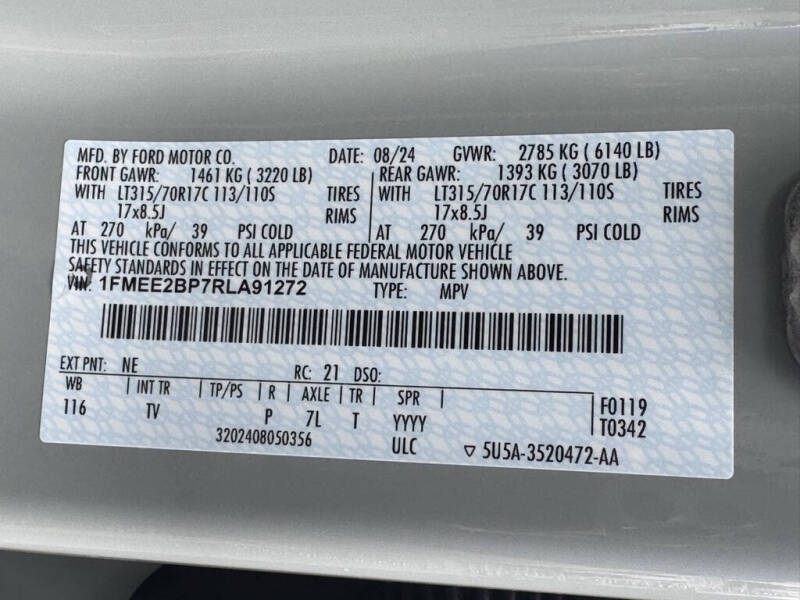 MFD. BY FORD MOTOR CO. DATE: 08/24 GVWR: 2785 KG ( 6140 LB)
FRONT GAWR: 1461 KG ( 3220 LB) REAR GAWR: 1393 KG ( 3070 LB)
WITH LT315/70R17C 113/110S TIRES WITH LT315/70R17C 113/110S TIRES
17x8.5J RIMS 17x8.5J RIMS
AT 270 kPa/ 39 PSI COLD AT 270 kPa/ 39 PSI COLD
THIS VEHICLE CONFORMS TO ALL APPLICABLE FEDERAL MOTOR VEHICLE
SAFETY STANDARDS IN EFFECT ON THE DATE OF MANUFACTURE SHOWN ABOVE.
VIN: 1FMEE2BP7RLA91272 TYPE: MPV
EXT PNT: NE RC: 21 DSO:
WB INT TR TP/PS R AXLE TR SPR F0119
116 TV P 7L T YYYY T0342
3202408050356 ULC 5U5A-3520472-AA